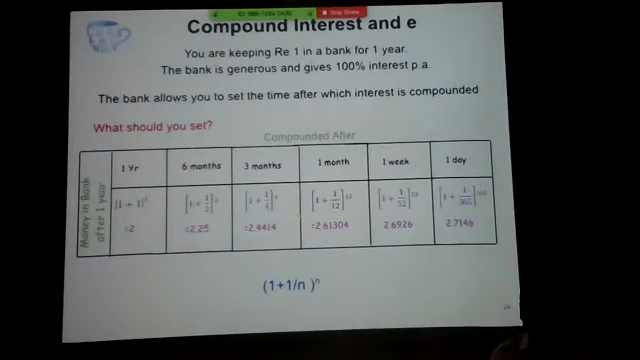 Stop Share
Compound Interest and e
You are keeping Re 1 in a bank for 1 year.
The bank is generous and gives 100% interest p.a.
The bank allows you to set the time after which interest is compounded
What should you set?
Compounded After
Money in Bank
after 1 year
1 Yr 6 months 3 months 1 month 1 week 1 day
[1 + 1]¹ [1 + 1/2]² [1 + 1/4]⁴ [1 + 1/12]¹² [1 + 1/52]⁵² [1 + 1/365]³⁶⁵
=2 =2.25 =2.4414 =2.61304 2.6926 2.7146
(1+1/n )ⁿ